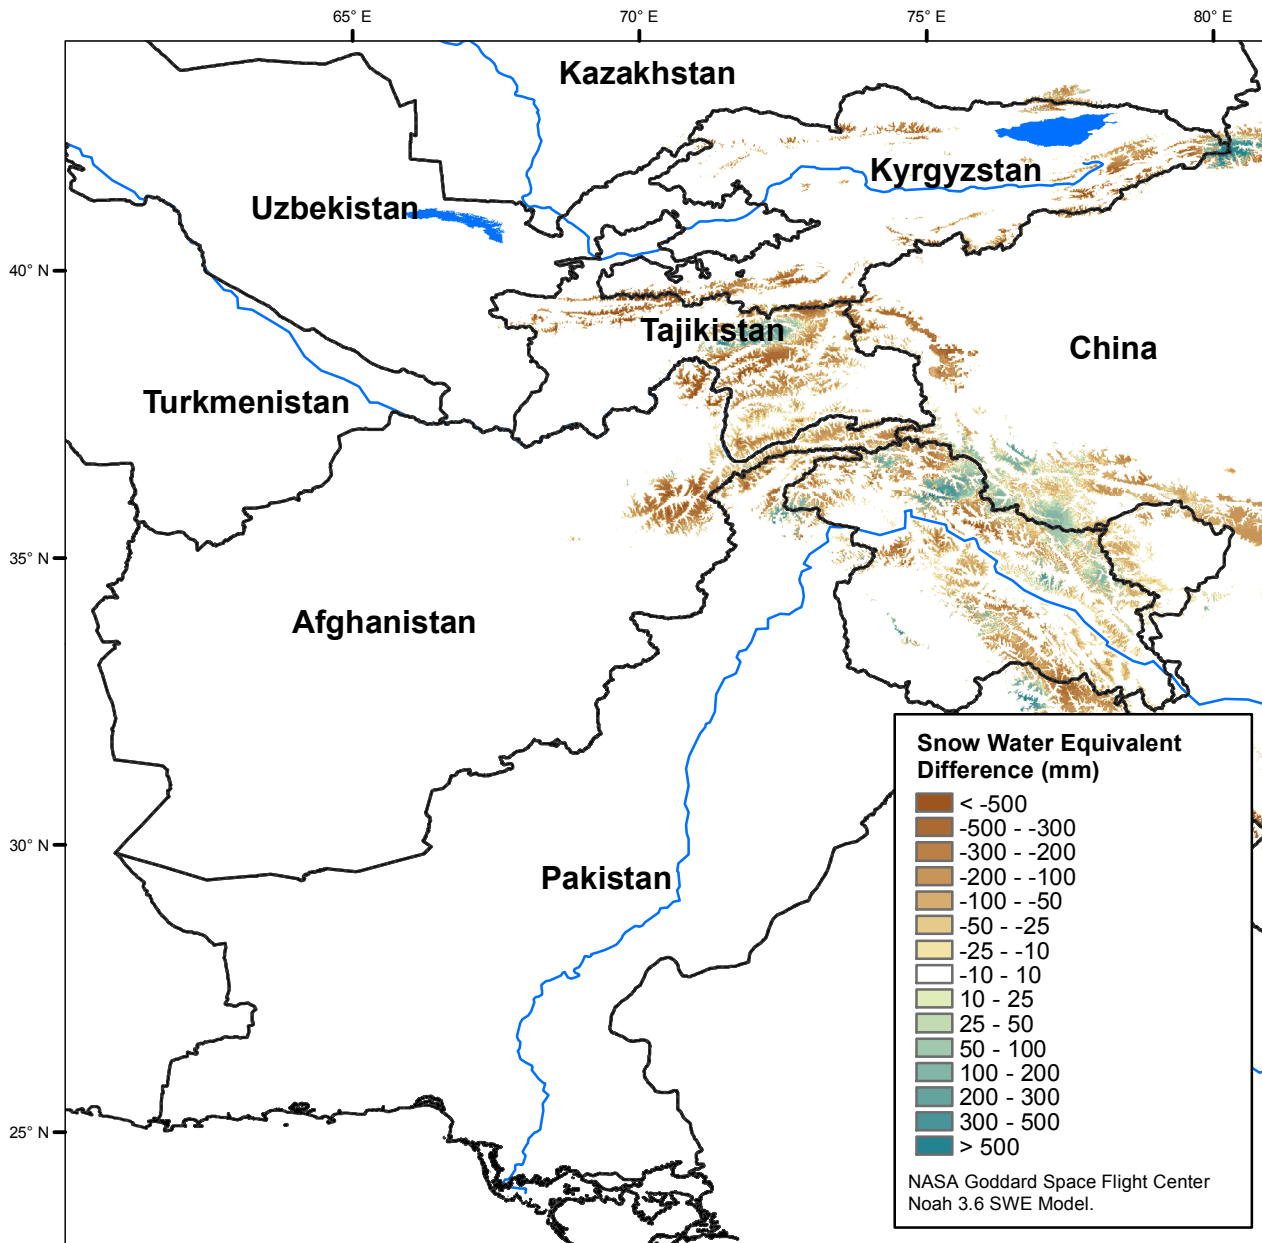 65° E
70° E
75° E
80° E
Kazakhstan
Kyrgyzstan
Uzbekistan
40° N
Tajikistan
China
Turkmenistan
35° N
Afghanistan
30° N
Pakistan
25° N
Snow Water Equivalent
Difference (mm)
< -500
-500 - -300
-300 - -200
-200 - -100
-100 - -50
-50 - -25
-25 - -10
-10 - 10
10 - 25
25 - 50
50 - 100
100 - 200
200 - 300
300 - 500
> 500
NASA Goddard Space Flight Center
Noah 3.6 SWE Model.